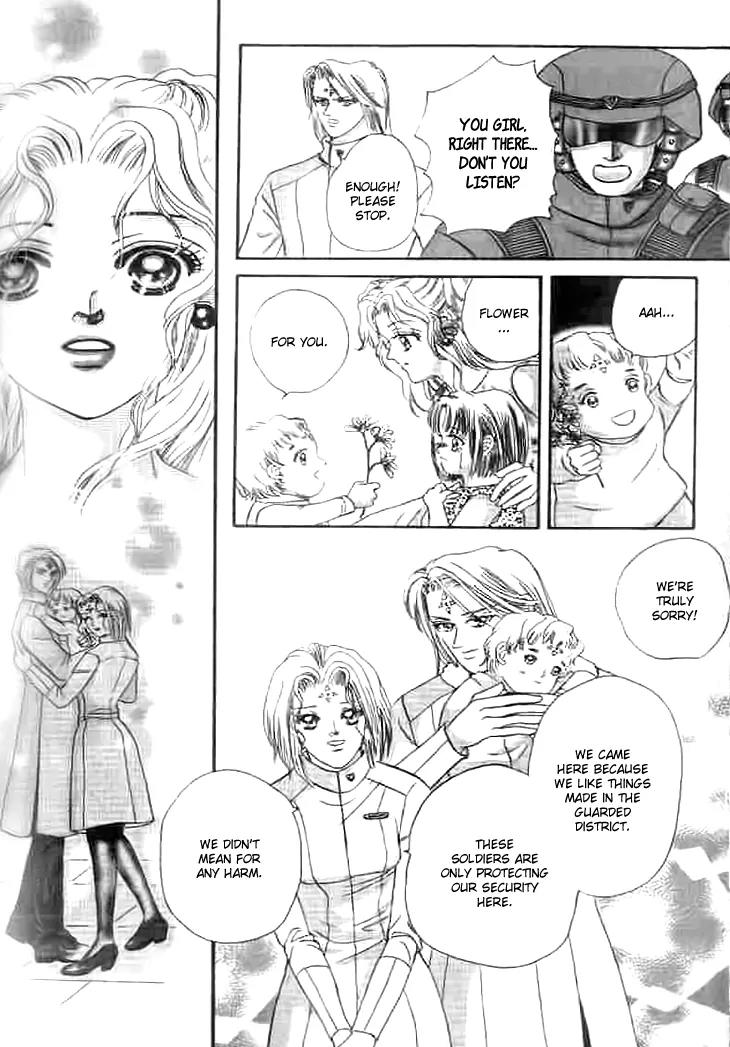 YOU GIRL,
RIGHT THERE...
DON'T YOU
LISTEN?
ENOUGH!
PLEASE
STOP.
AAH...
FLOWER
...
FOR YOU.
WE'RE
TRULY
SORRY!
WE CAME
HERE BECAUSE
WE LIKE THINGS
MADE IN THE
GUARDED
DISTRICT.
THESE
SOLDIERS ARE
ONLY PROTECTING
OUR SECURITY
HERE.
WE DIDN'T
MEAN FOR
ANY HARM.